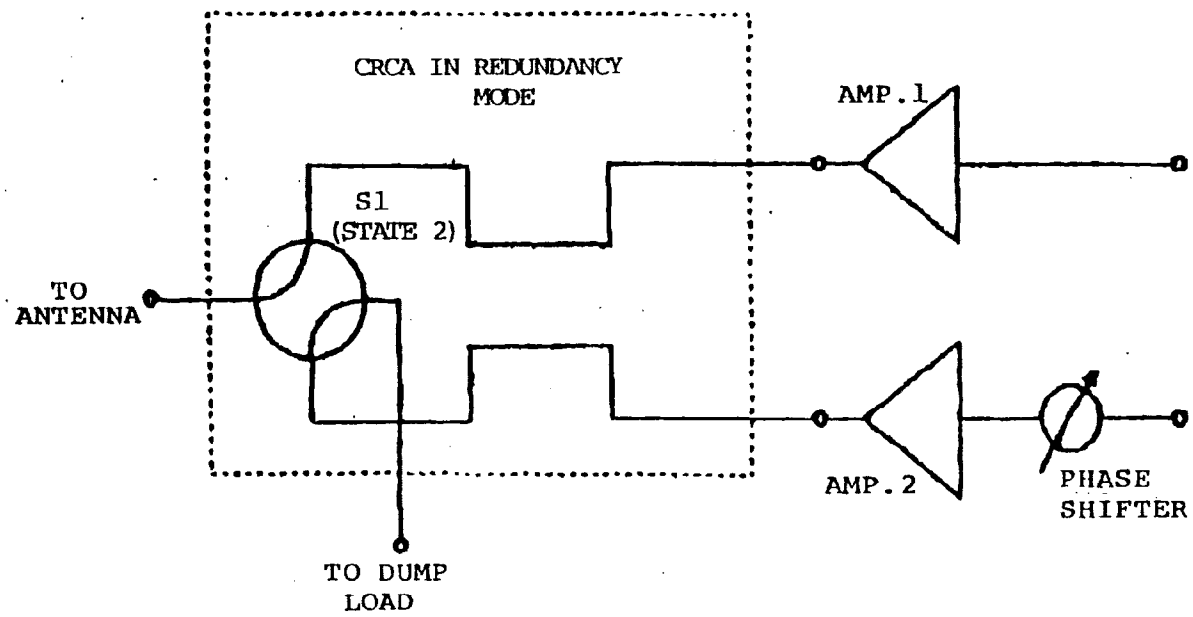 CRCA IN REDUNDANCY
MODE
AMP.1
S1
(STATE 2)
TO
ANTENNA
AMP.2
PHASE
SHIFTER
TO DUMP
LOAD